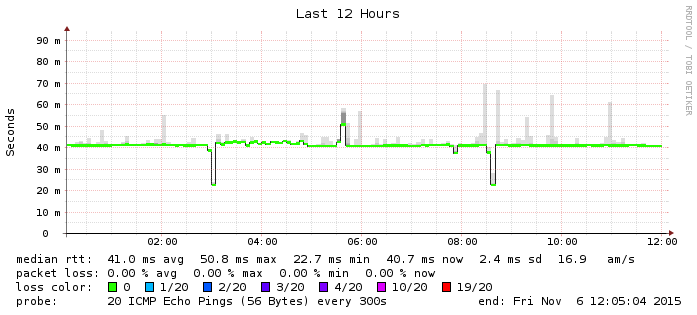 Last 12 Hours
RRDTOOL / TOBI OETIKER
Seconds
90 m
80 m
70 m
60 m
50 m
40 m
30 m
20 m
10 m
0
02:00 04:00 06:00 08:00 10:00 12:00
median rtt: 41.0 ms avg 50.8 ms max 22.7 ms min 40.7 ms now 2.4 ms sd 16.9 am/s
packet loss: 0.00 % avg 0.00 % max 0.00 % min 0.00 % now
loss color: 0 1/20 2/20 3/20 4/20 10/20 19/20
probe: 20 ICMP Echo Pings (56 Bytes) every 300s end: Fri Nov 6 12:05:04 2015